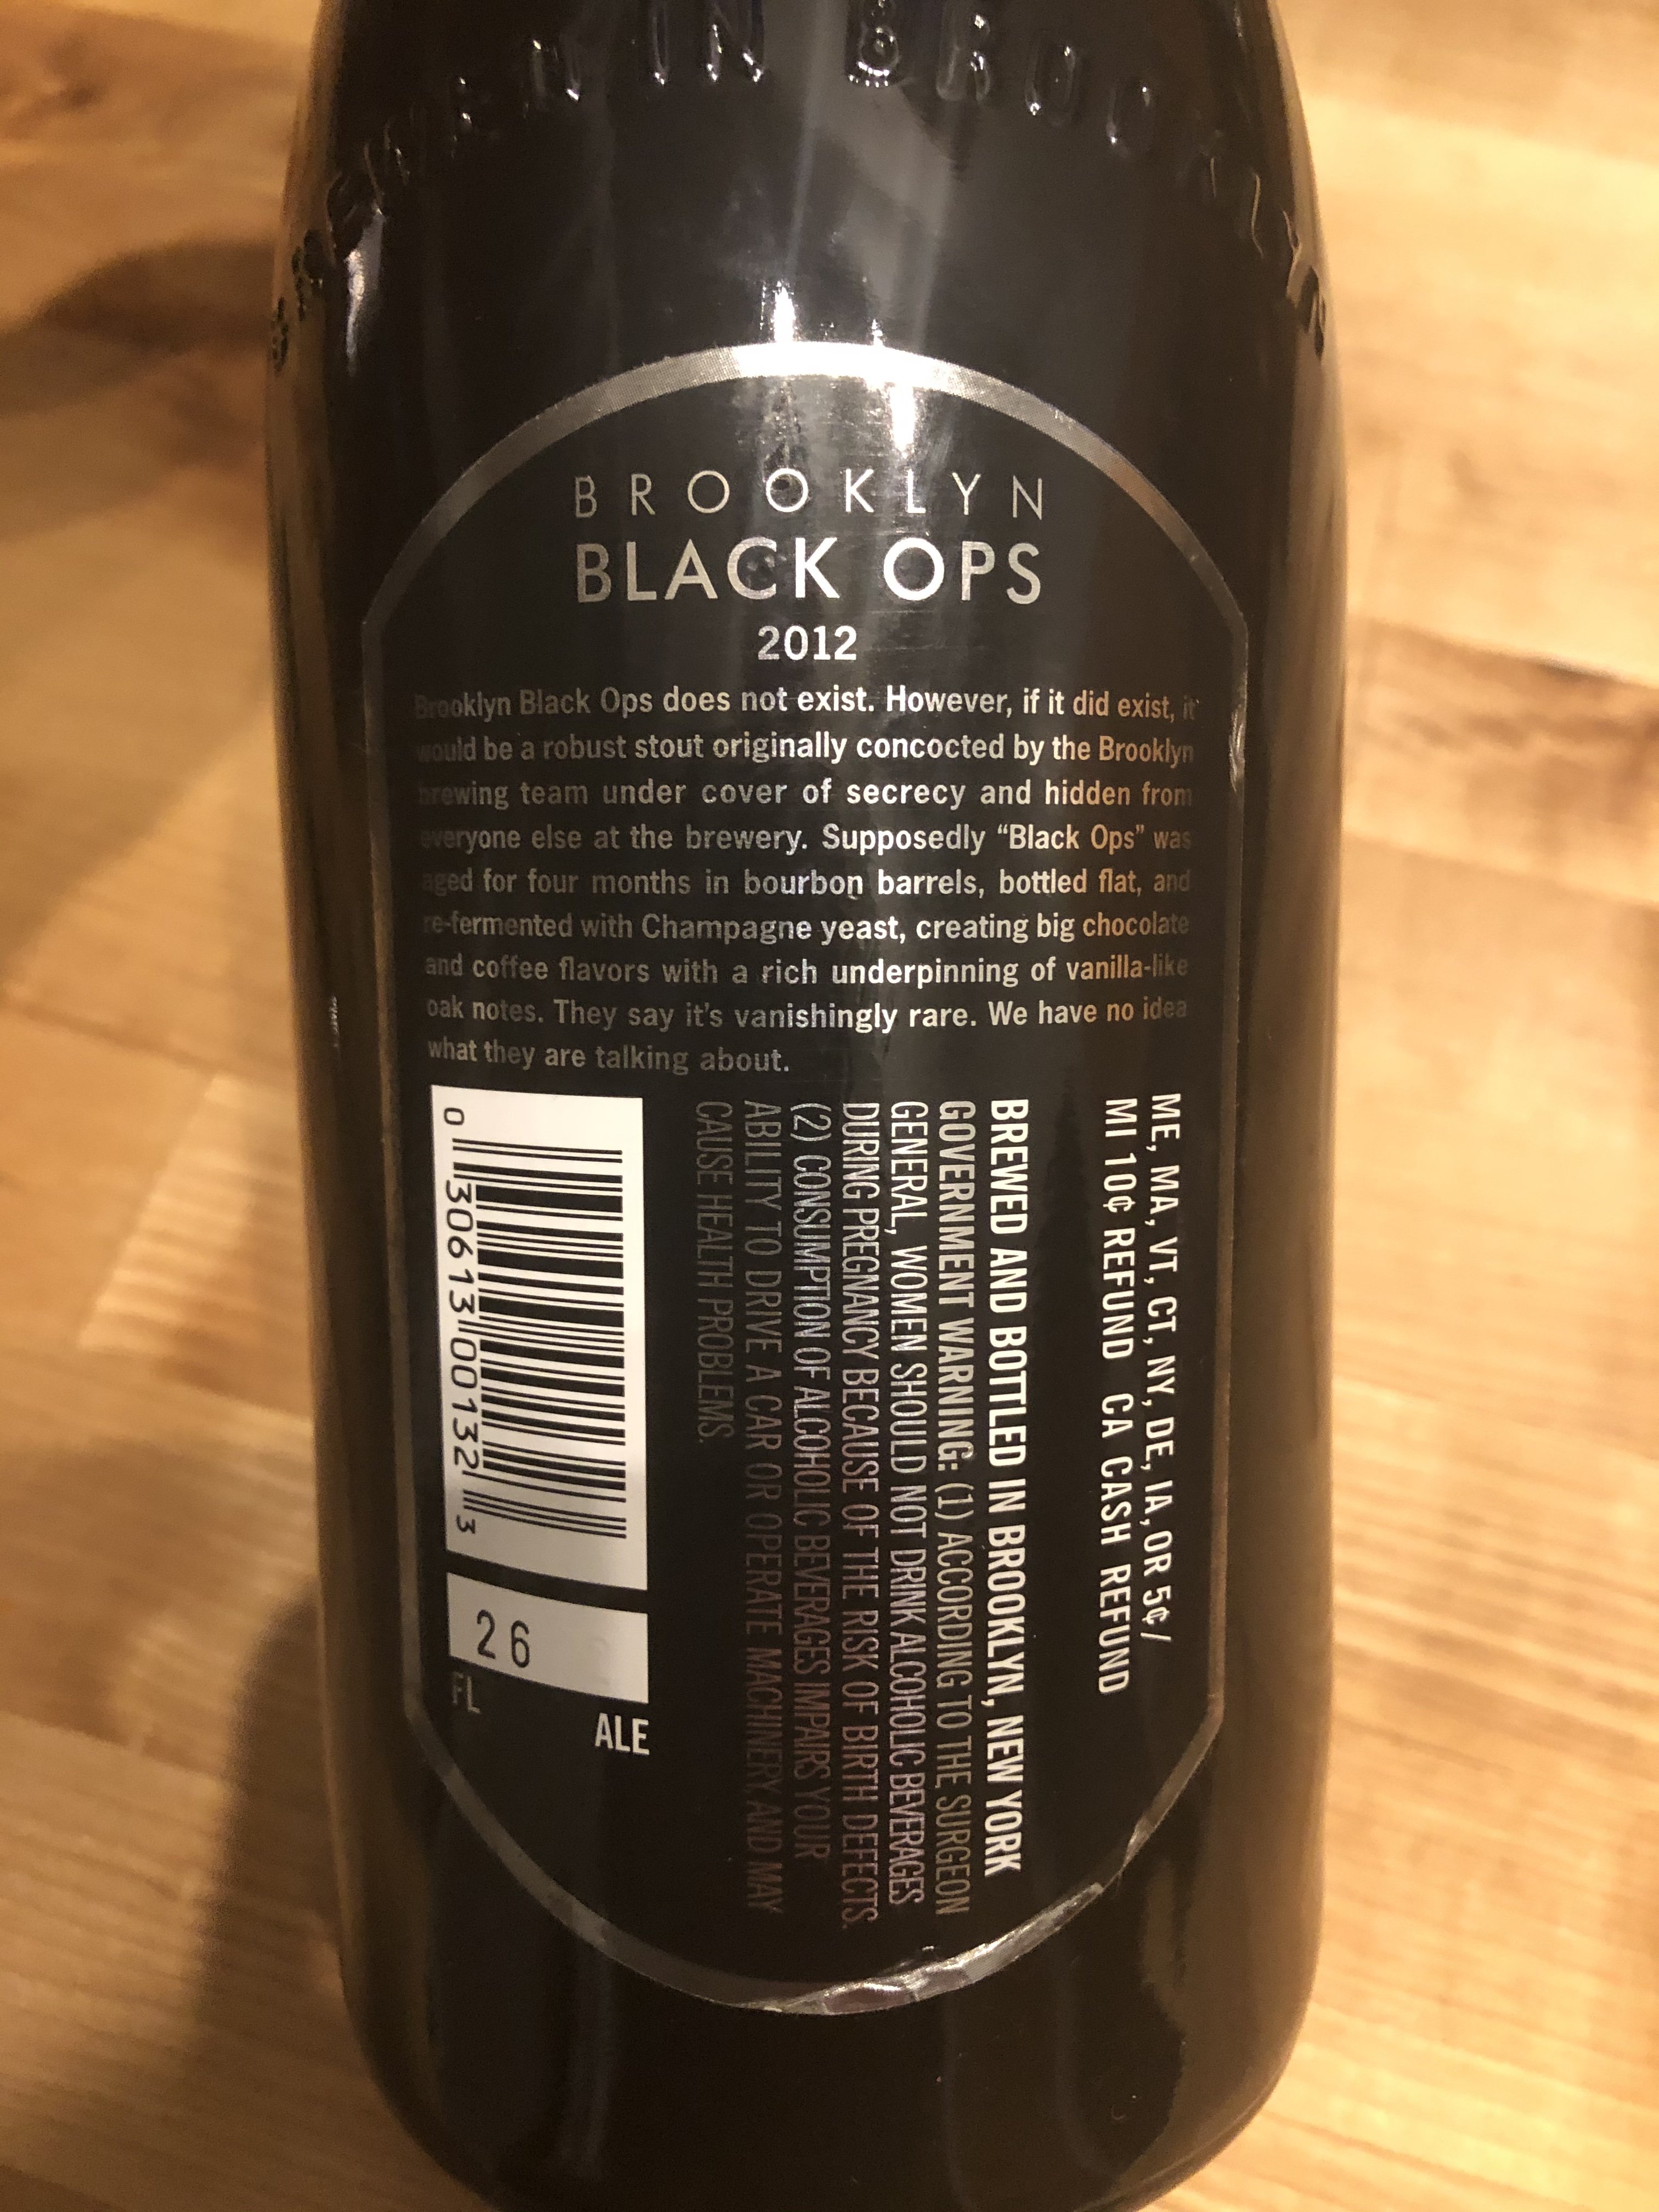 BREWED IN BROOKLYN
BROOKLYN
BLACK OPS
2012
Brooklyn Black Ops does not exist. However, if it did exist, it
would be a robust stout originally concocted by the Brooklyn
brewing team under cover of secrecy and hidden from
everyone else at the brewery. Supposedly “Black Ops” was
aged for four months in bourbon barrels, bottled flat, and
re-fermented with Champagne yeast, creating big chocolate
and coffee flavors with a rich underpinning of vanilla-like
oak notes. They say it's vanishingly rare. We have no idea
what they are talking about.
ME, MA, VT, CT, NY, DE, IA, OR 5¢/
MI 10¢ REFUND CA CASH REFUND
BREWED AND BOTTLED IN BROOKLYN, NEW YORK
GOVERNMENT WARNING: (1) ACCORDING TO THE SURGEON
GENERAL, WOMEN SHOULD NOT DRINK ALCOHOLIC BEVERAGES
DURING PREGNANCY BECAUSE OF THE RISK OF BIRTH DEFECTS.
(2) CONSUMPTION OF ALCOHOLIC BEVERAGES IMPAIRS YOUR
ABILITY TO DRIVE A CAR OR OPERATE MACHINERY, AND MAY
CAUSE HEALTH PROBLEMS.
0 30613 00132 3
26
FL
ALE